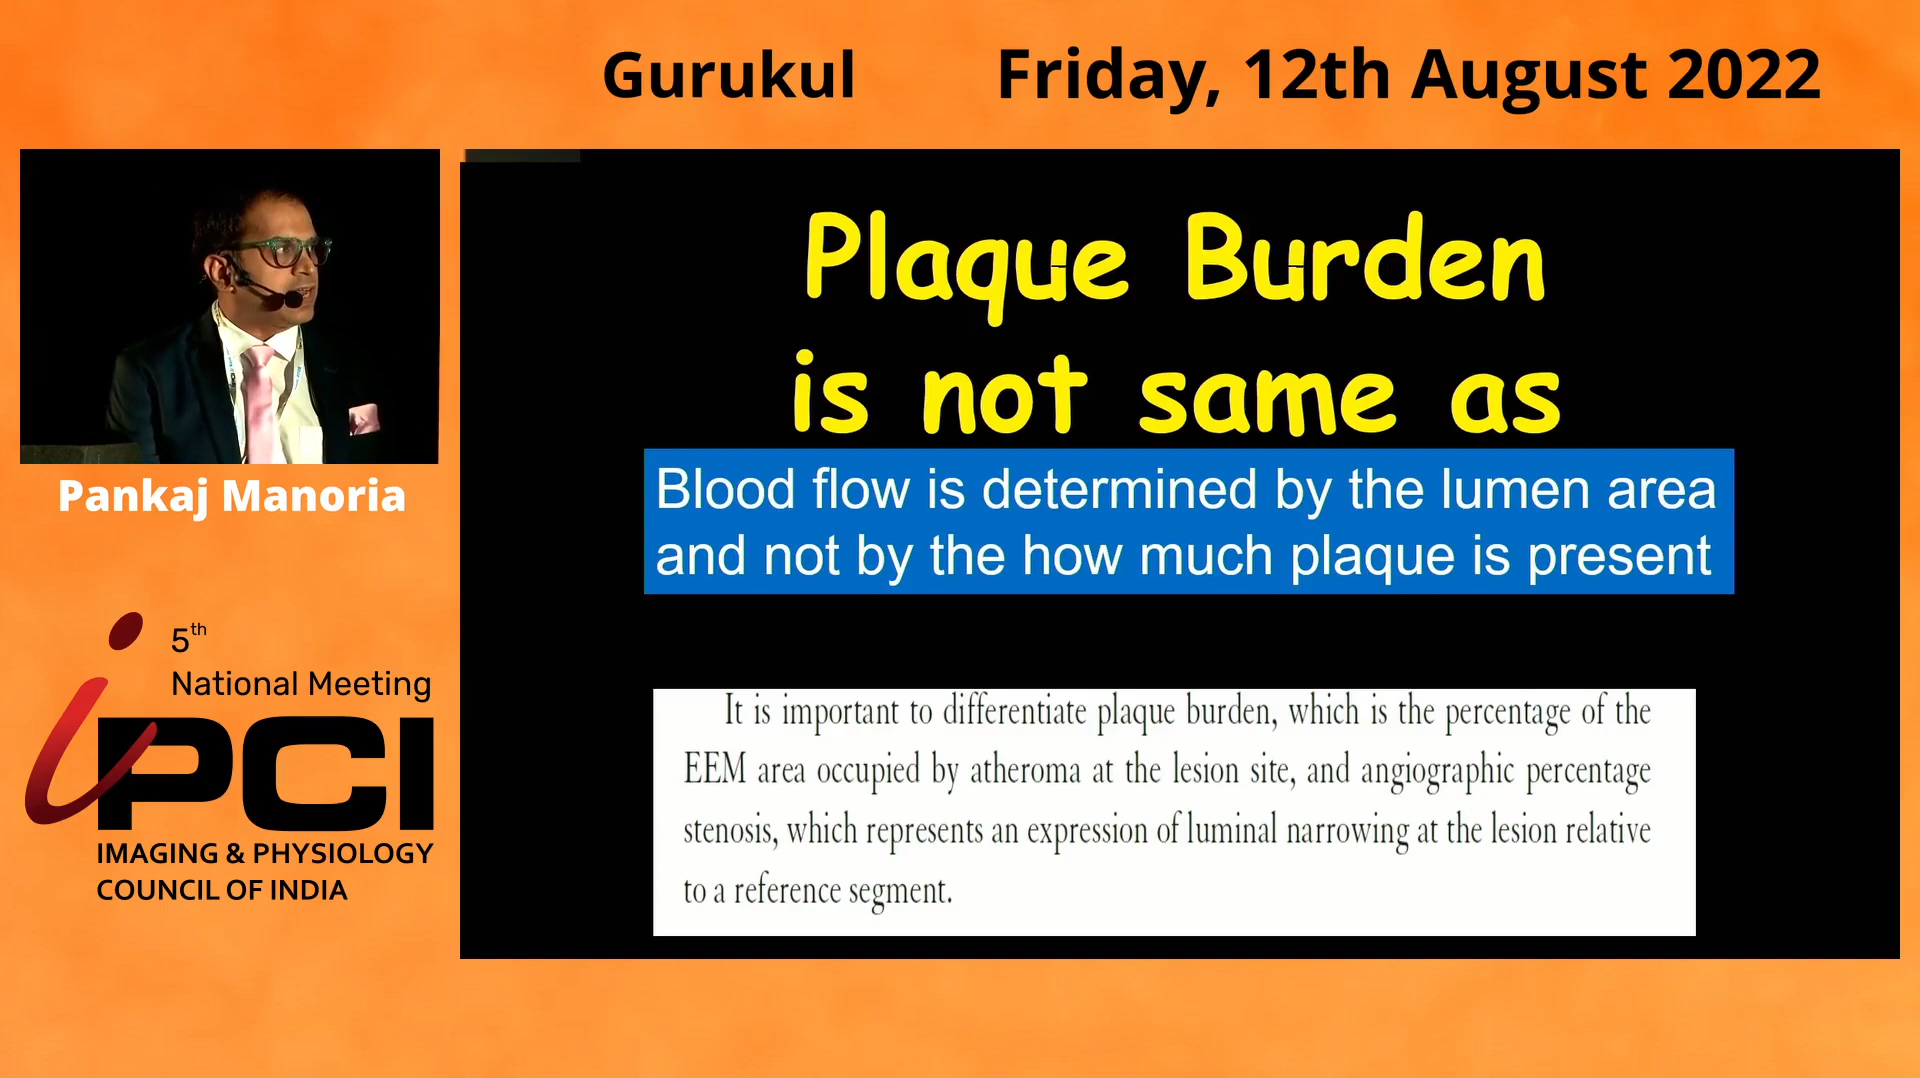 Gurukul
Friday, 12th August 2022
Plaque Burden
is not same as
Blood flow is determined by the lumen area
and not by the how much plaque is present
It is important to differentiate plaque burden, which is the percentage of the
EEM area occupied by atheroma at the lesion site, and angiographic percentage
stenosis, which represents an expression of luminal narrowing at the lesion relative
to a reference segment.
Pankaj Manoria
5th
National Meeting
iPCI
IMAGING & PHYSIOLOGY
COUNCIL OF INDIA